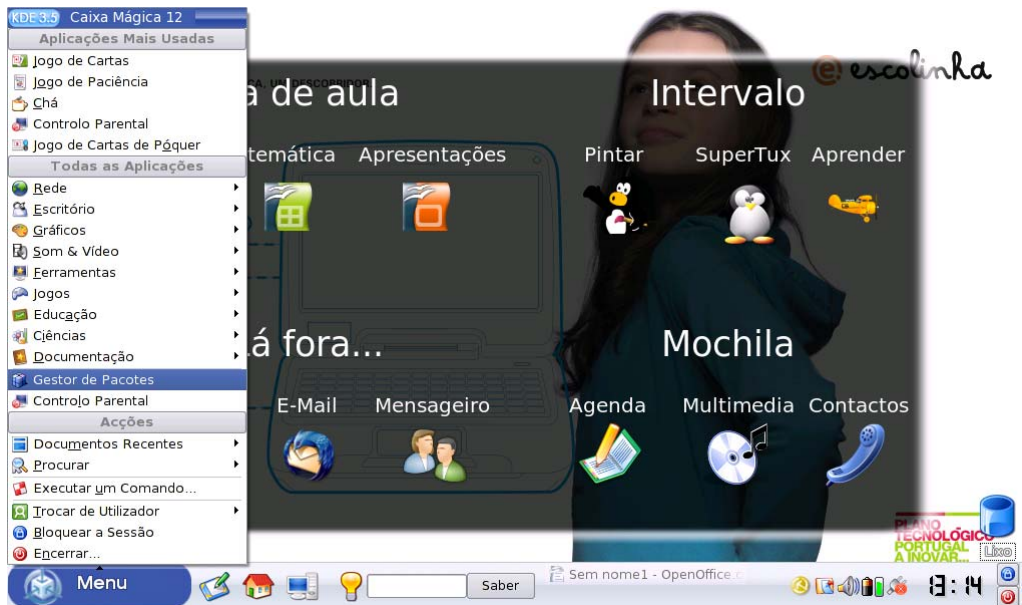 KDE 3.5 Caixa Mágica 12
Aplicações Mais Usadas
Jogo de Cartas
Jogo de Paciência
Chá
Controlo Parental
Jogo de Cartas de Póquer
Todas as Aplicações
Rede
Escritório
Gráficos
Som & Vídeo
Ferramentas
Jogos
Educação
Ciências
Documentação
Gestor de Pacotes
Controlo Parental
Acções
Documentos Recentes
Procurar
Executar um Comando...
Trocar de Utilizador
Bloquear a Sessão
Encerrar...
e escolinha
UM DESCOBRIDOR
a de aula
Intervalo
temática Apresentações
Pintar SuperTux Aprender
á fora...
Mochila
E-Mail Mensageiro
Agenda Multimedia Contactos
PLANO
TECNOLÓGICO
PORTUGAL
A INOVAR...
Lixo
Menu
Saber
Sem nome1 - OpenOffice.
13:14